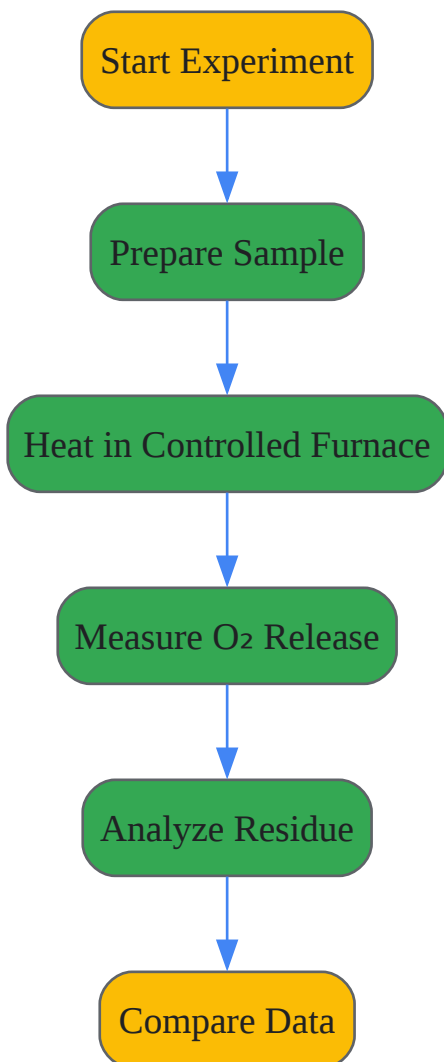 Start Experiment
Prepare Sample
Heat in Controlled Furnace
Measure O₂ Release
Analyze Residue
Compare Data